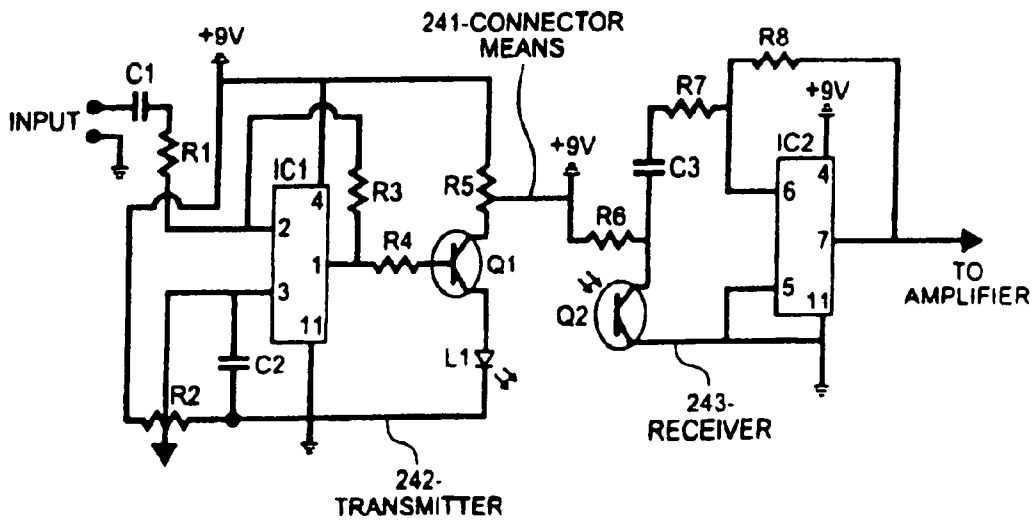 241-CONNECTOR
MEANS
R8
+9V
C1
R7
+9V
INPUT
R1
IC1
+9V
IC2
C3
R5
R3
4
4
6
R6
2
R4
1
Q1
7
TO
AMPLIFIER
3
5
Q2
11
11
C2
L1
R2
243-
RECEIVER
242-
TRANSMITTER